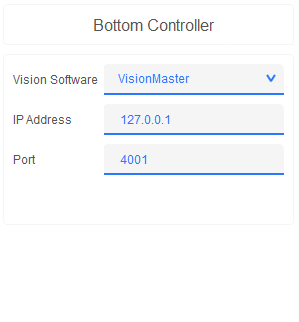 Bottom Controller
Vision Software VisionMaster
IP Address 127.0.0.1
Port 4001